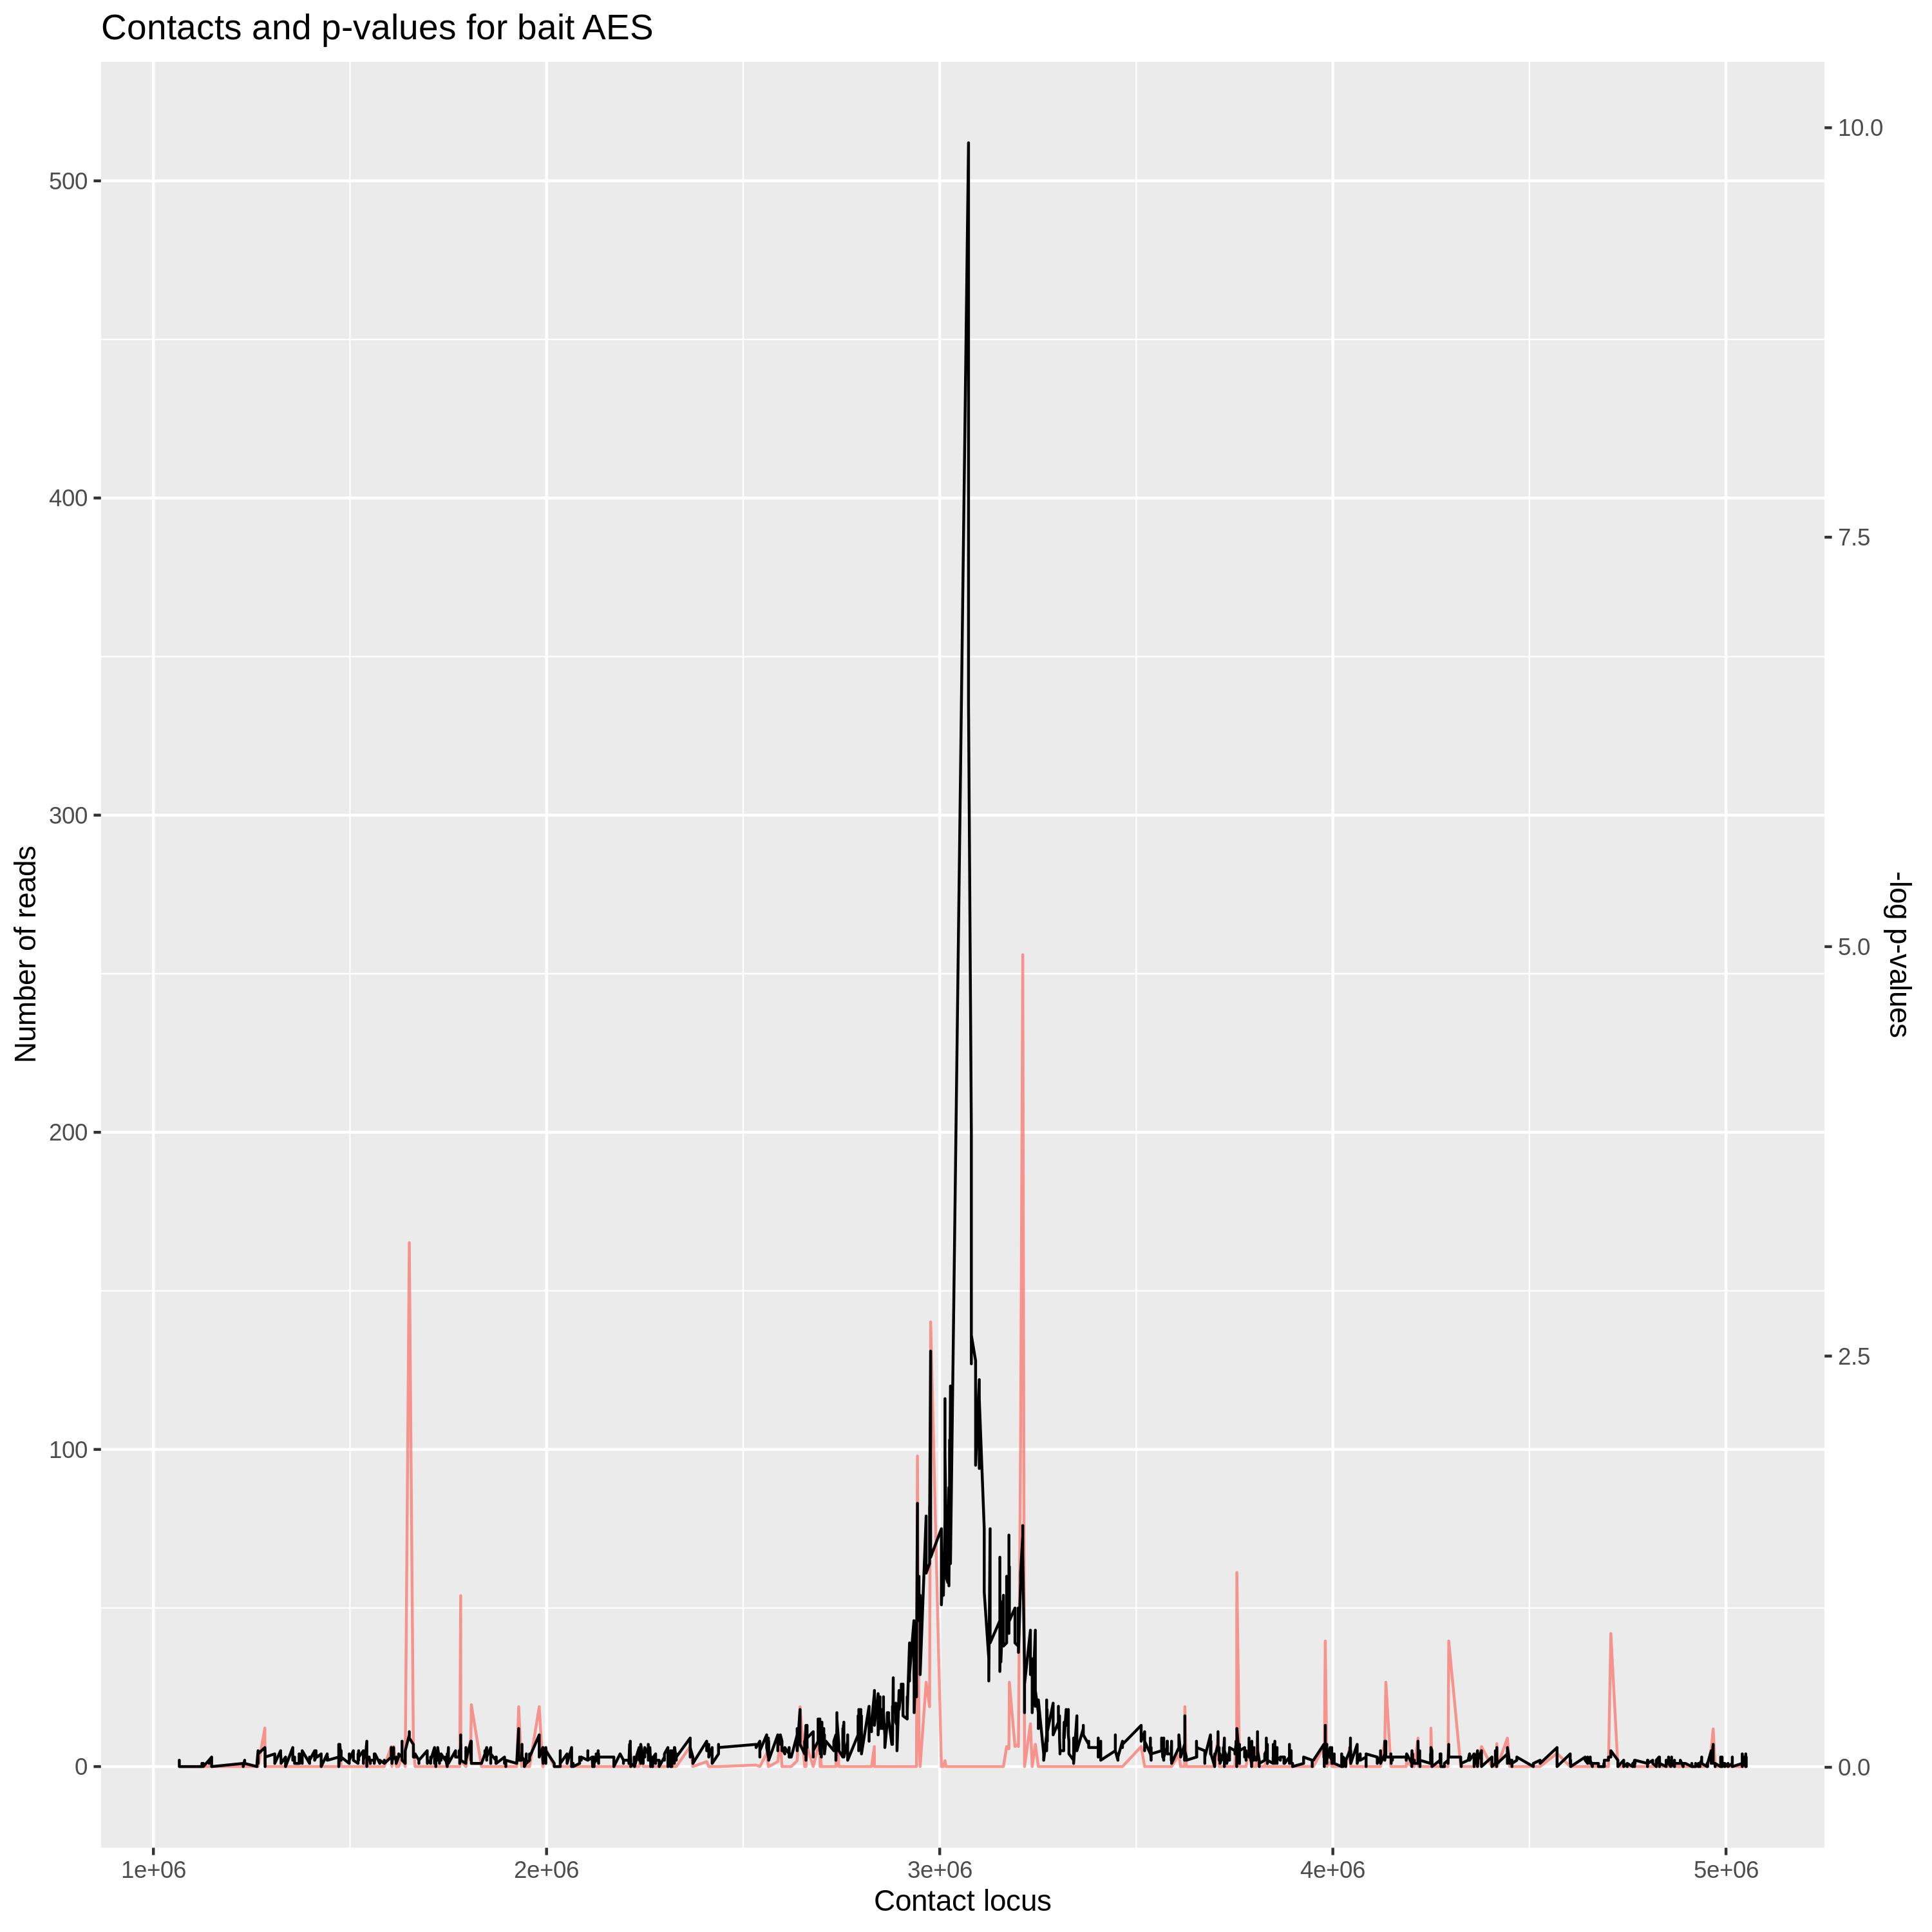 Contacts and p-values for bait AES
500
400
300
200
100
0
Number of reads
10.0
7.5
5.0
2.5
0.0
-log p-values
1e+06
2e+06
3e+06
4e+06
5e+06
Contact locus